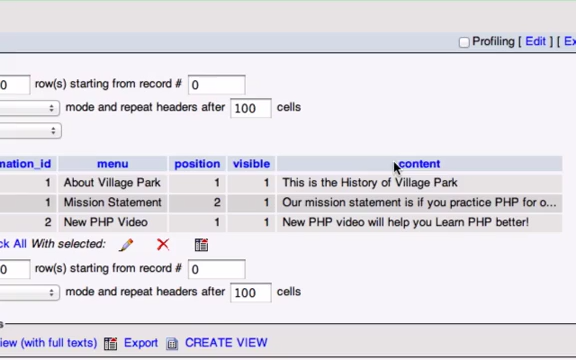 Profiling [ Edit ] [ Ex
0 row(s) starting from record # 0
mode and repeat headers after 100 cells
mation_id menu position visible content
1 About Village Park 1 1 This is the History of Village Park
1 Mission Statement 2 1 Our mission statement is if you practice PHP for o...
2 New PHP Video 1 1 New PHP video will help you Learn PHP better!
ck All With selected:
0 row(s) starting from record # 0
mode and repeat headers after 100 cells
s
iew (with full texts) Export CREATE VIEW